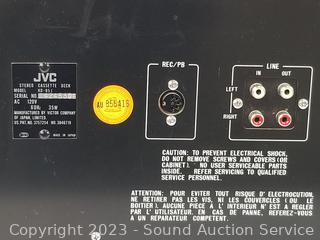 JVC
STEREO CASSETTE DECK
MODEL
SERIAL NO.
AC 120V
60Hz 35W
MANUFACTURED BY VICTOR COMPANY
OF JAPAN, LIMITED.
MADE IN JAPAN
AU 856416
REC/PB
LINE
IN OUT
LEFT
RIGHT
CAUTION: TO PREVENT ELECTRICAL SHOCK,
DO NOT REMOVE SCREWS AND COVERS (OR
CABINET). NO USER SERVICEABLE PARTS
INSIDE. REFER SERVICING TO QUALIFIED
SERVICE PERSONNEL.
ATTENTION: POUR EVITER TOUT RISQUE D' ELECTROCUTION,
NE RETIRER PAS LES VIS, NI LES COUVERCLES (OU LE
BOITIER). AUCUNE PIECE A L' INTERIEUR N'EST A REGLER
PAR L' UTILISATEUR. EN CAS DE PANNE, REFEREZ-VOUS A
UN REPARATEUR COMPETENT.
Copyright 2023 - Sound Auction Service